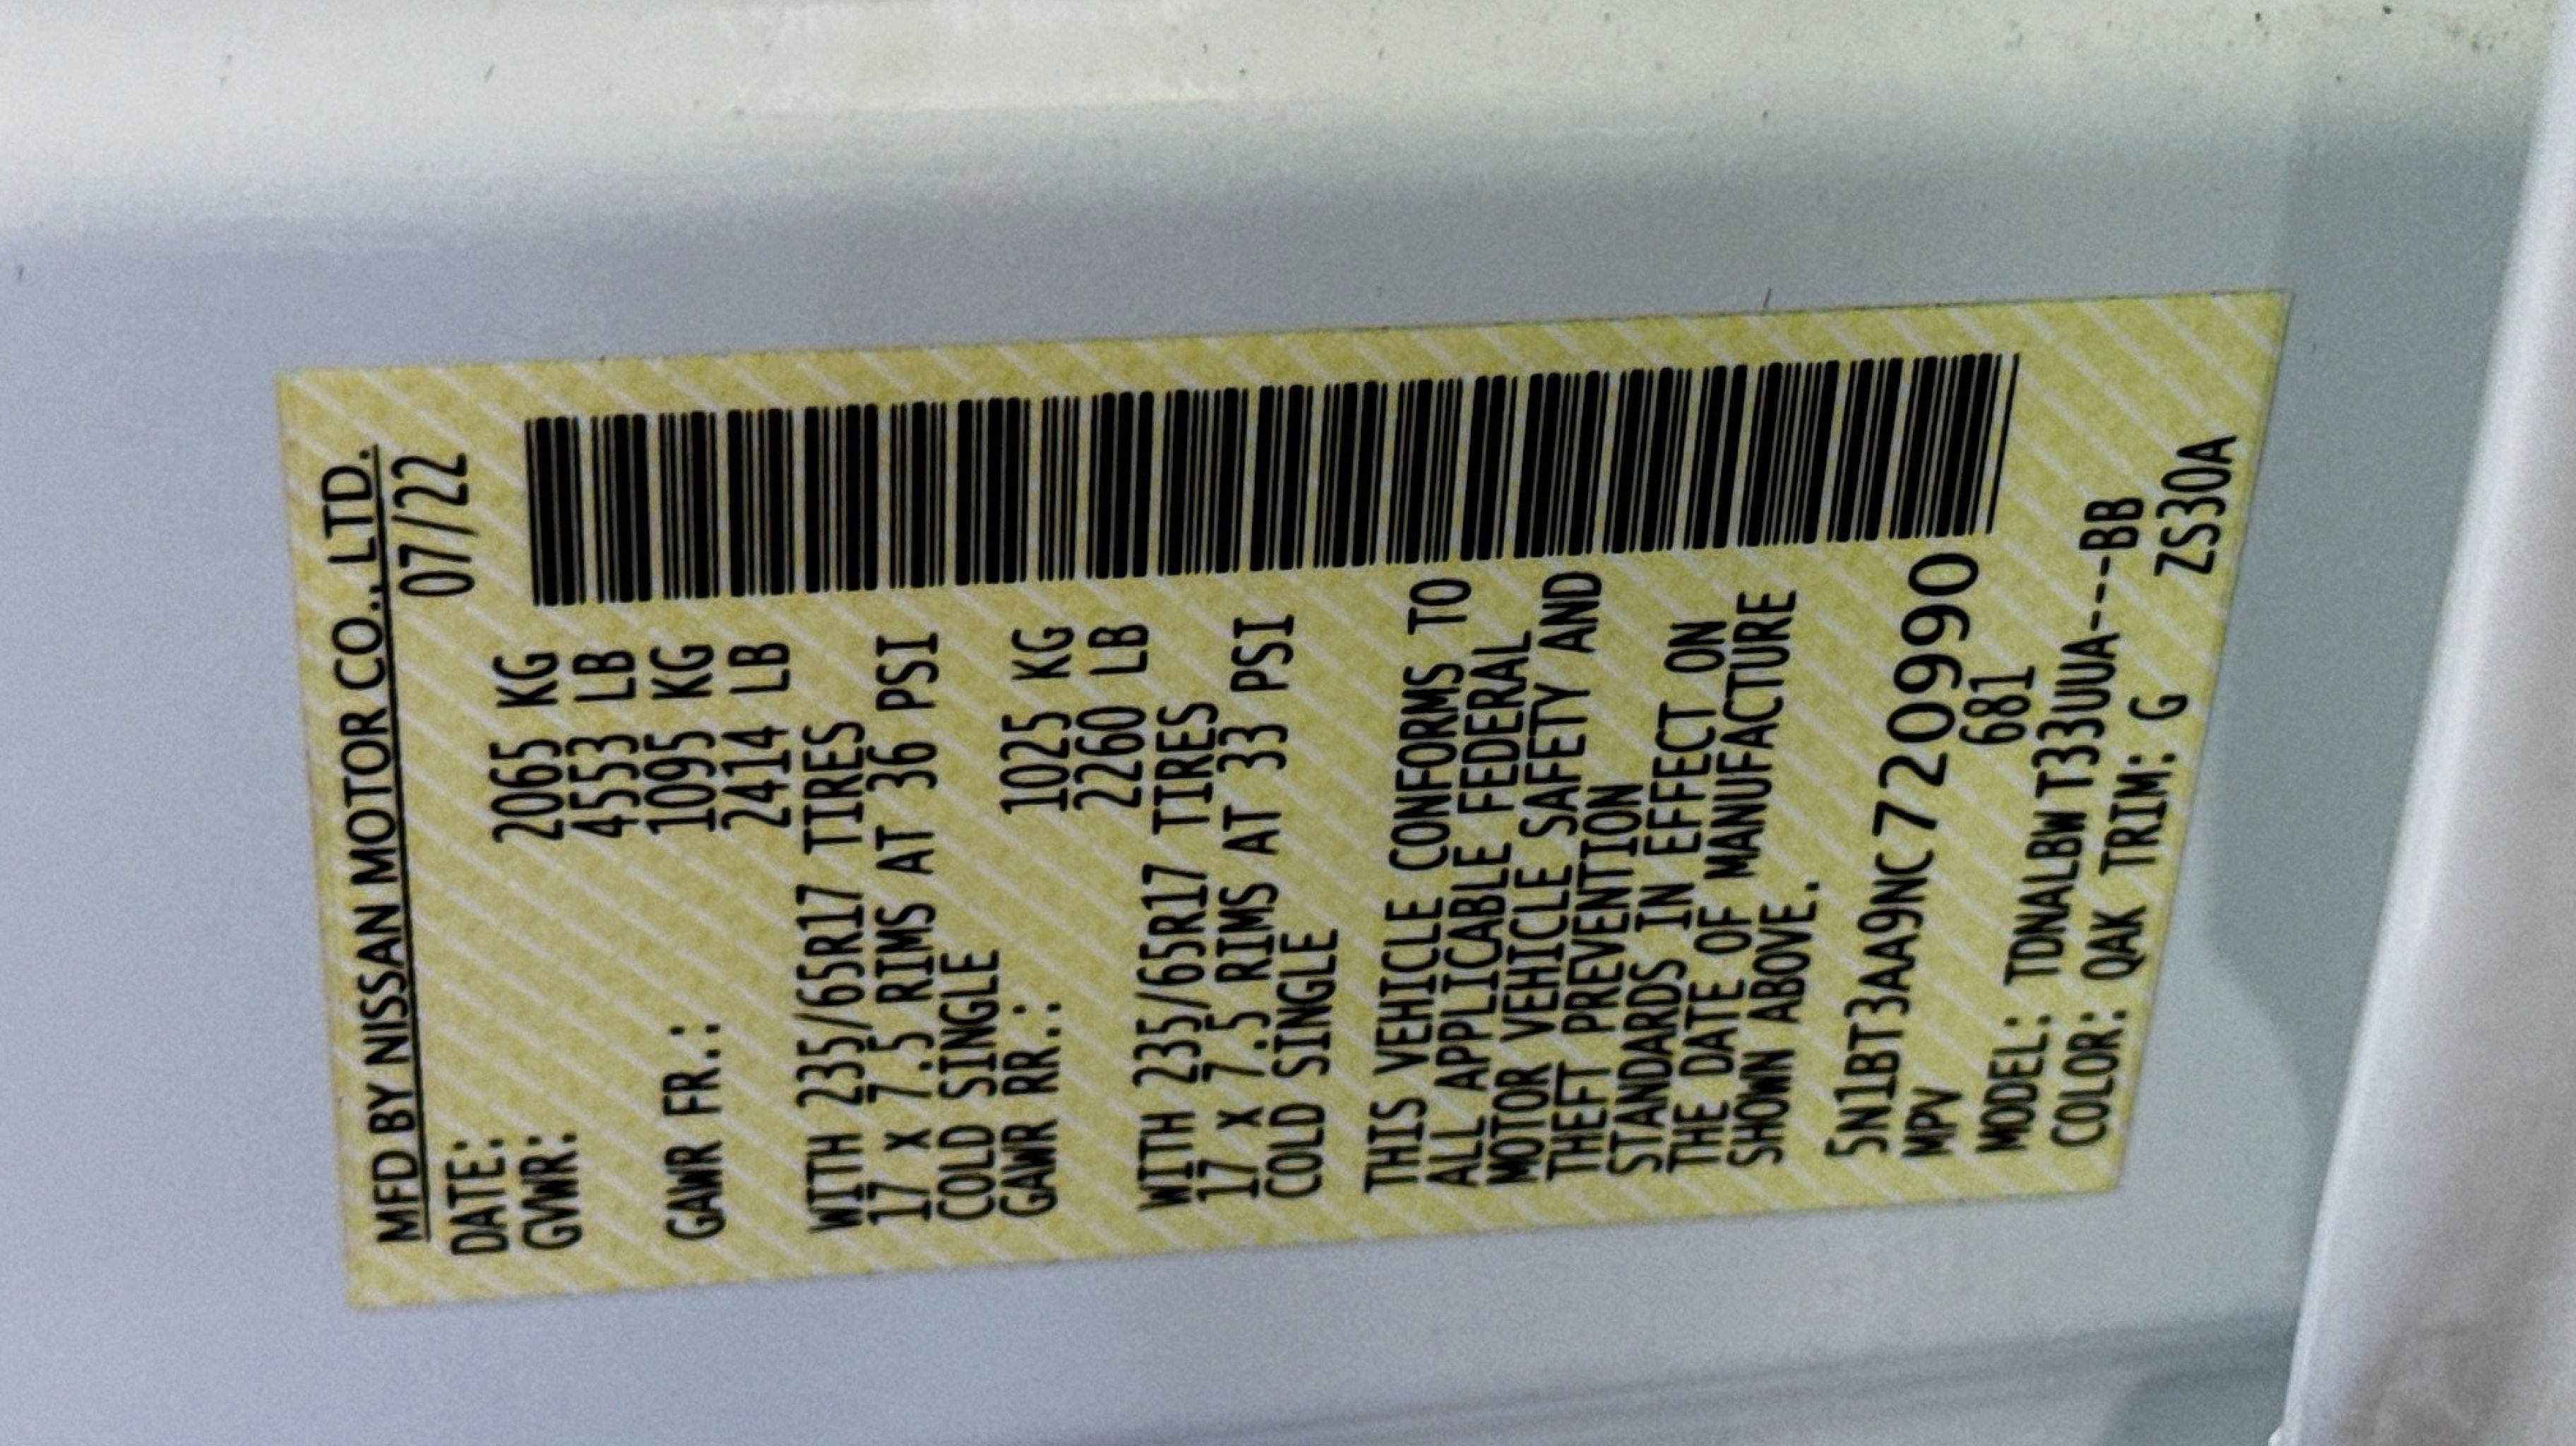 MFD BY NISSAN MOTOR CO., LTD.
DATE: 07/22
GVWR: 2065 KG
4553 LB
GAWR FR.: 1095 KG
2414 LB
WITH 235/65R17 TIRES
17 X 7.5 RIMS AT 36 PSI
COLD SINGLE
GAWR RR.: 1025 KG
2260 LB
WITH 235/65R17 TIRES
17 X 7.5 RIMS AT 33 PSI
COLD SINGLE
THIS VEHICLE CONFORMS TO
ALL APPLICABLE FEDERAL
MOTOR VEHICLE SAFETY AND
THEFT PREVENTION
STANDARDS IN EFFECT ON
THE DATE OF MANUFACTURE
SHOWN ABOVE.
5N1BT3AA9NC720990
MPV 681
MODEL: TDNALBW T33UUA---BB
COLOR: QAK TRIM: G ZS30A